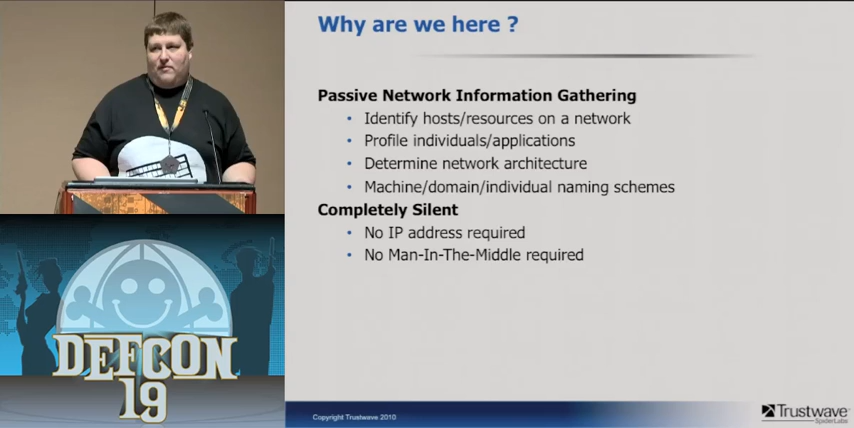 Why are we here ?
Passive Network Information Gathering
• Identify hosts/resources on a network
• Profile individuals/applications
• Determine network architecture
• Machine/domain/individual naming schemes
Completely Silent
• No IP address required
• No Man-In-The-Middle required
DEFCON
19
Copyright Trustwave 2010
Trustwave
SpiderLabs